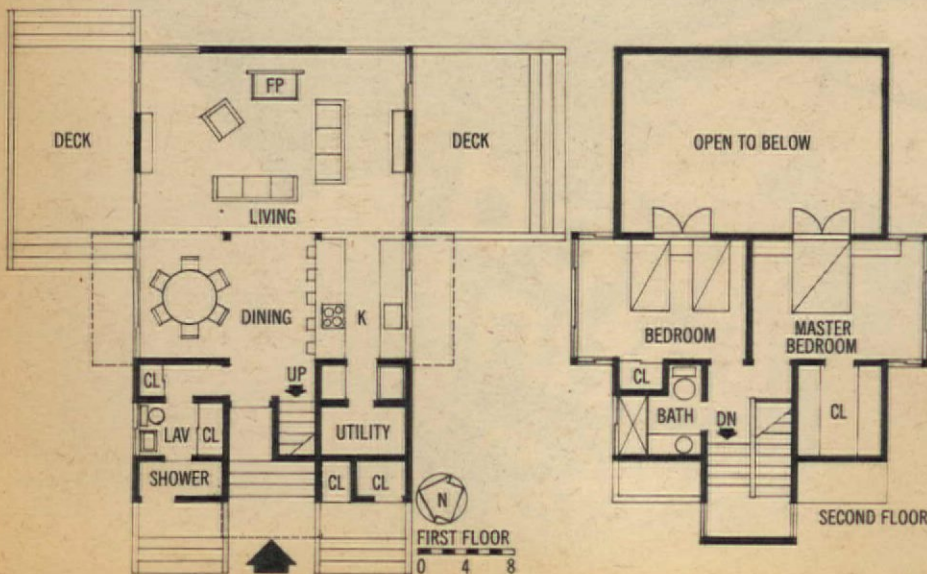 FP
DECK
DECK
LIVING
DINING
K
CL
UP
LAV
CL
UTILITY
SHOWER
CL
CL
N
FIRST FLOOR
0 4 8
OPEN TO BELOW
BEDROOM
MASTER
BEDROOM
CL
BATH
DN
CL
SECOND FLOOR